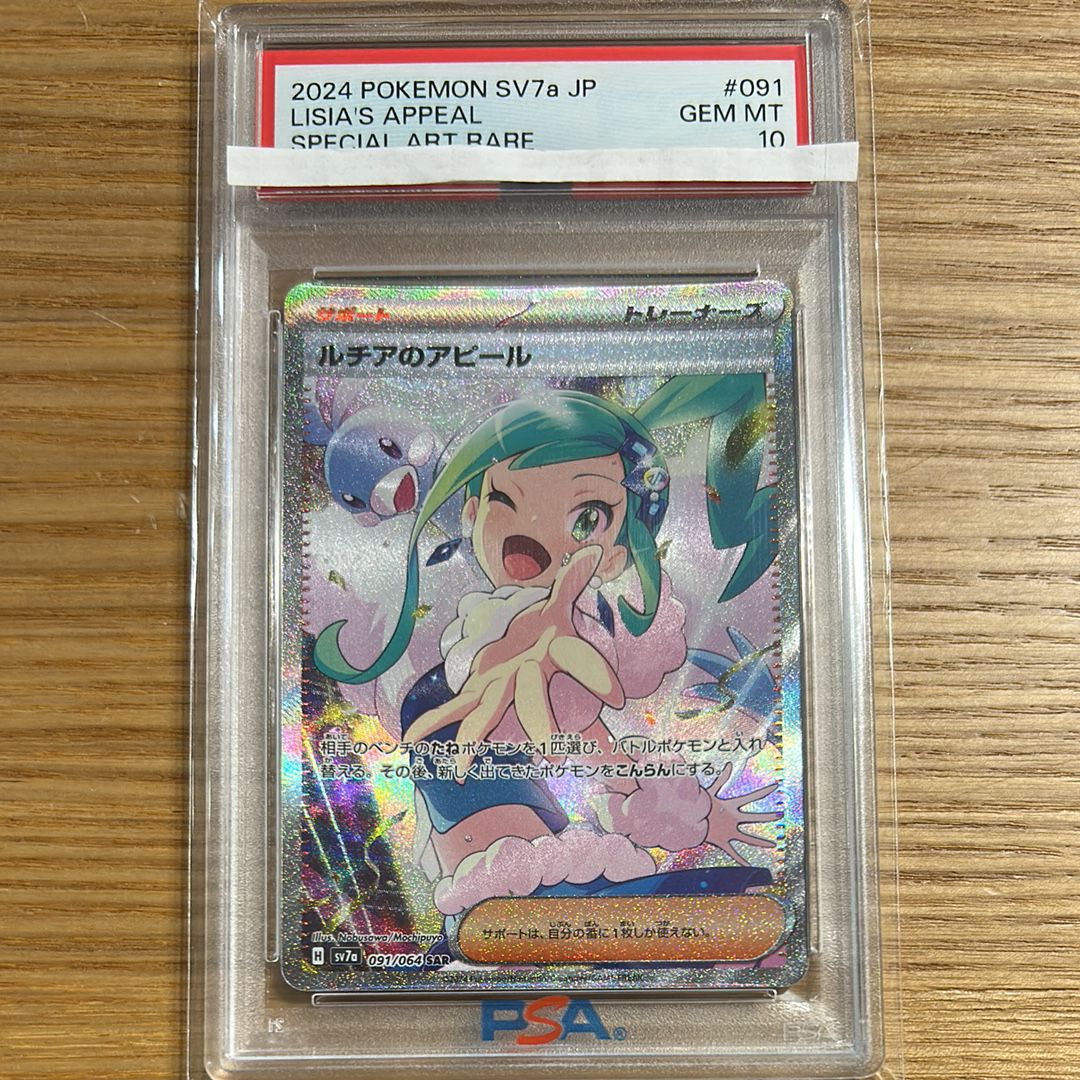 2024 POKEMON SV7a JP #091
LISIA'S APPEAL GEM MT
SPECIAL ART RARE 10
サポート トレーナーズ
ルチアのアピール
相手のベンチのたねポケモンを1匹選び、バトルポケモンと入れ
替える。その後、新しく出てきたポケモンをこんらんにする。
サポートは、自分の番に1枚しか使えない。
Illus. Nobusawa/Mochipuyo
H sv7a 091/064 SAR
PSA®